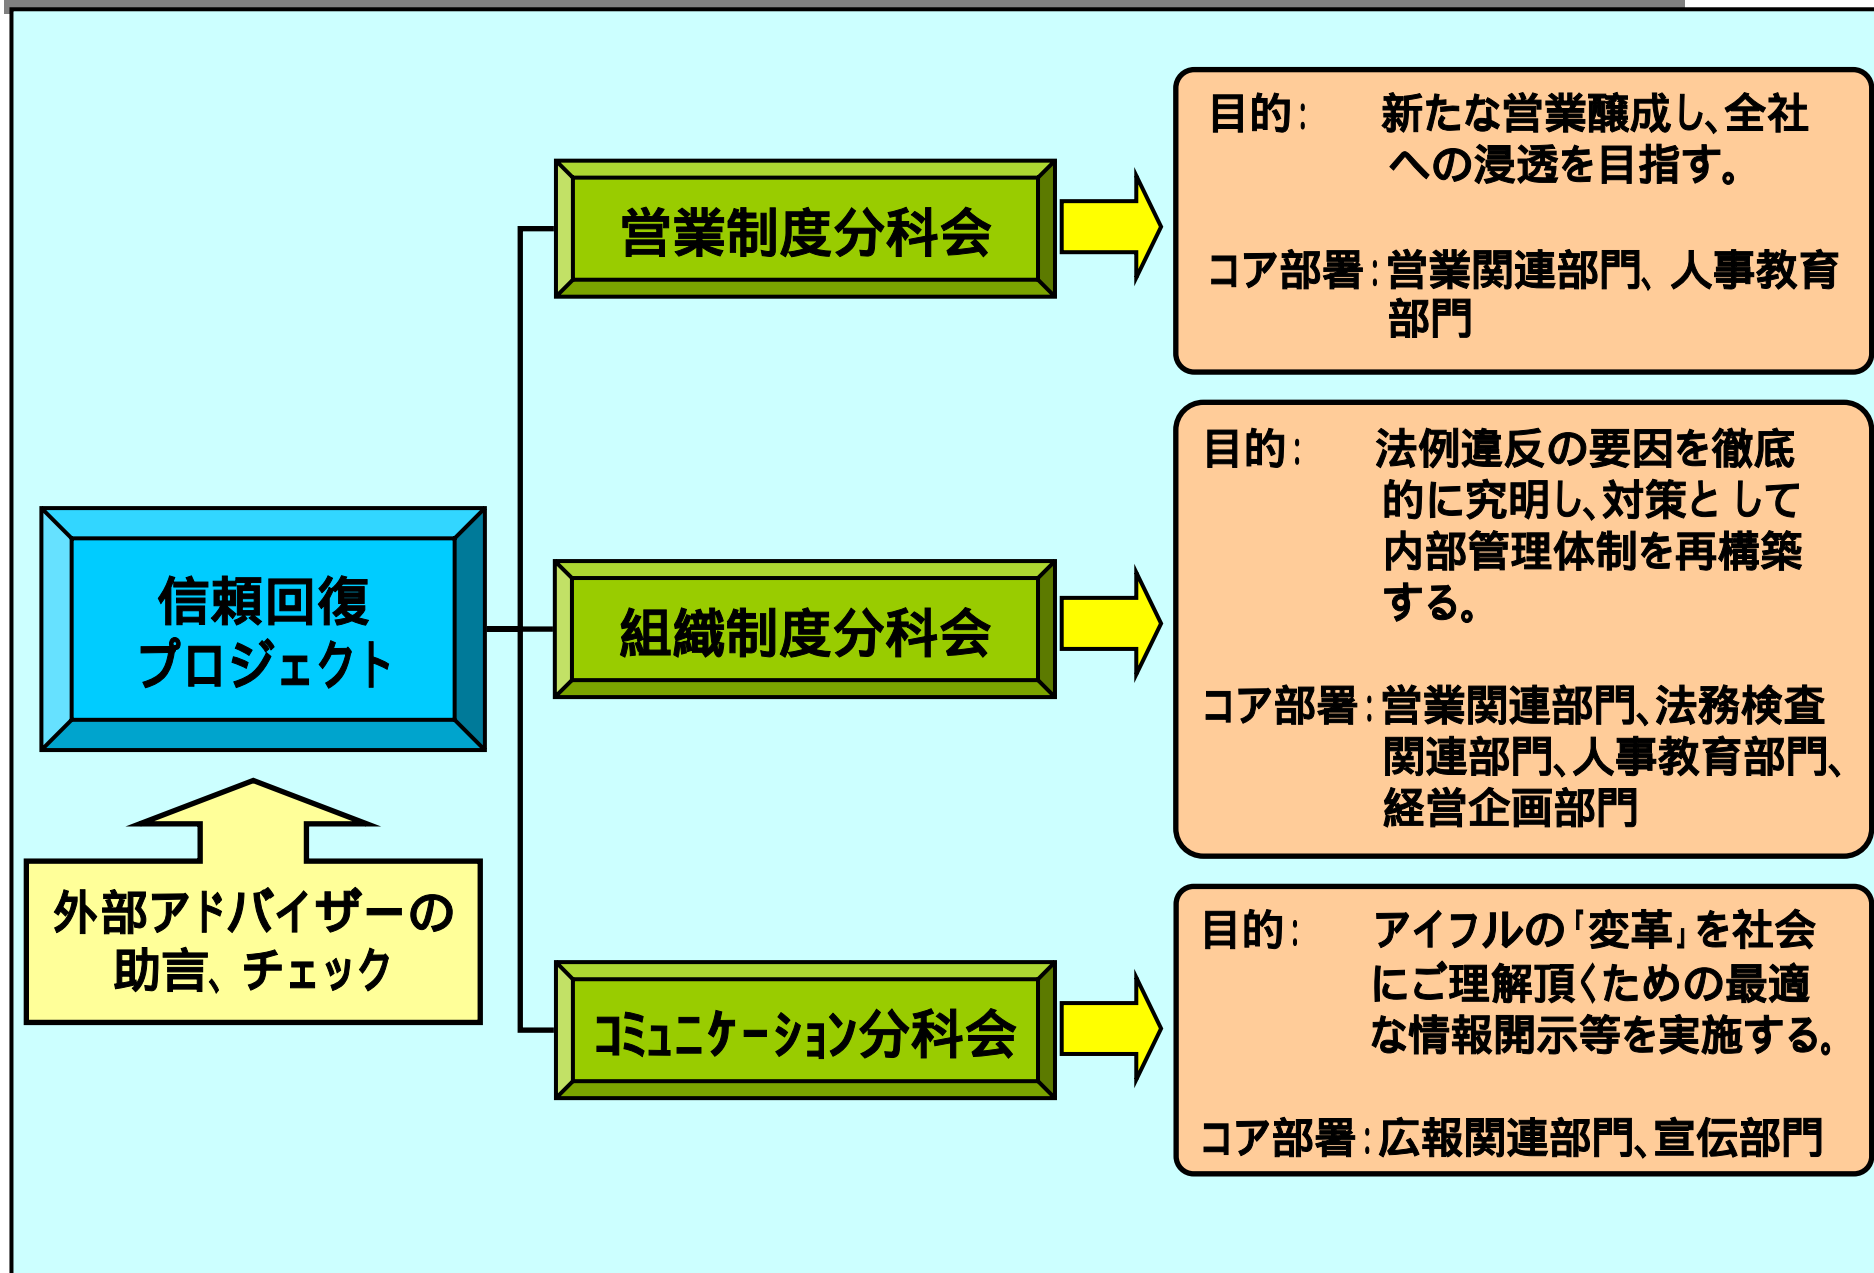 信頼回復
プロジェクト
外部アドバイザーの
助言、チェック
営業制度分科会
目的: 新たな営業醸成し、全社
への浸透を目指す。
コア部署:営業関連部門、人事教育
部門
組織制度分科会
目的: 法例違反の要因を徹底
的に究明し、対策として
内部管理体制を再構築
する。
コア部署:営業関連部門、法務検査
関連部門、人事教育部門、
経営企画部門
コミュニケーション分科会
目的: アイフルの「変革」を社会
にご理解頂くための最適
な情報開示等を実施する。
コア部署:広報関連部門、宣伝部門